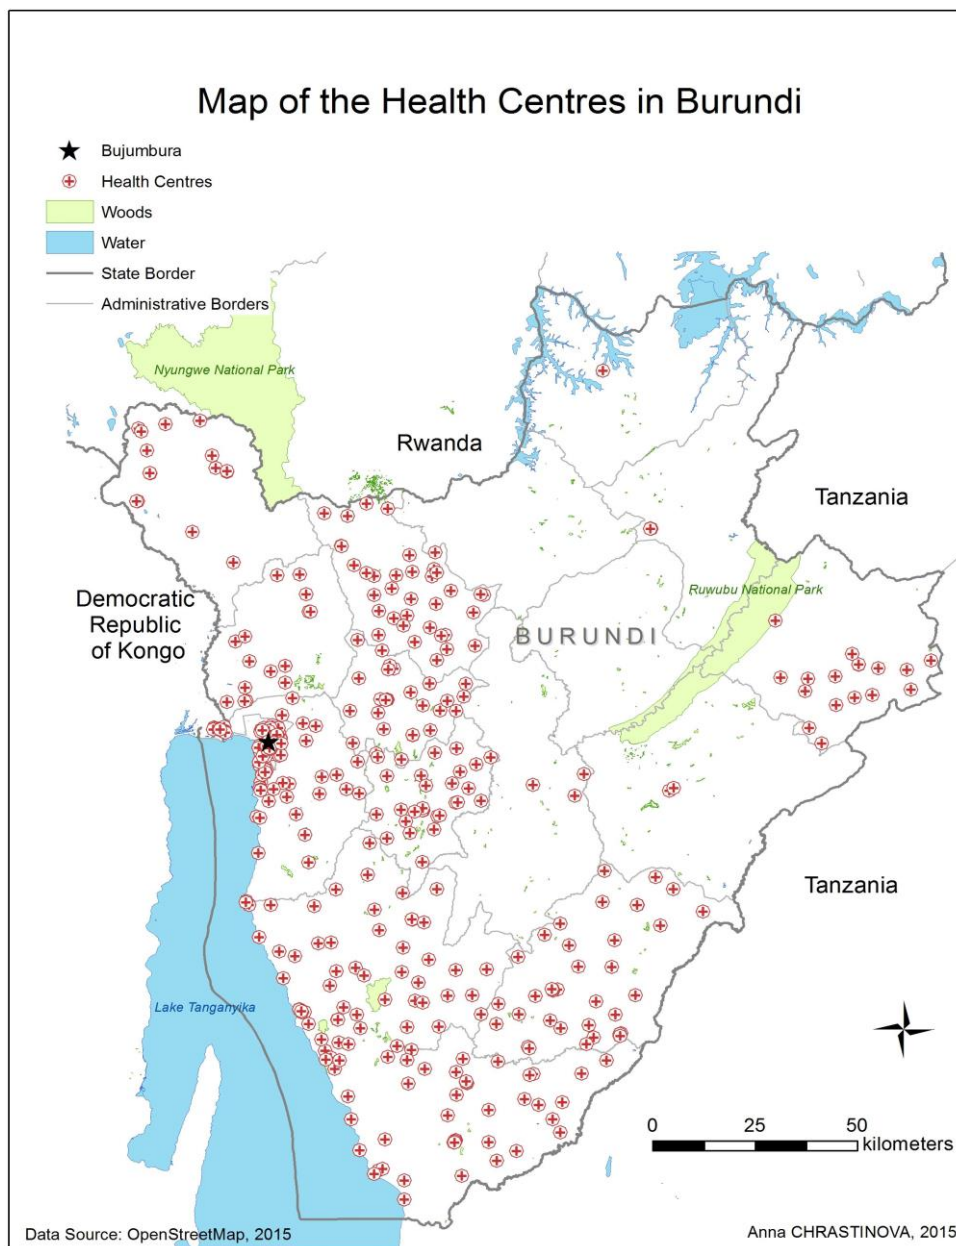 Map of the Health Centres in Burundi
Bujumbura
Health Centres
Woods
Water
State Border
Administrative Borders
Nyungwe National Park
Rwanda
Tanzania
Democratic
Republic
of Kongo
Ruwubu National Park
BURUNDI
Tanzania
Lake Tanganyika
0 25 50
kilometers
Data Source: OpenStreetMap, 2015
Anna CHRASTINOVA, 2015